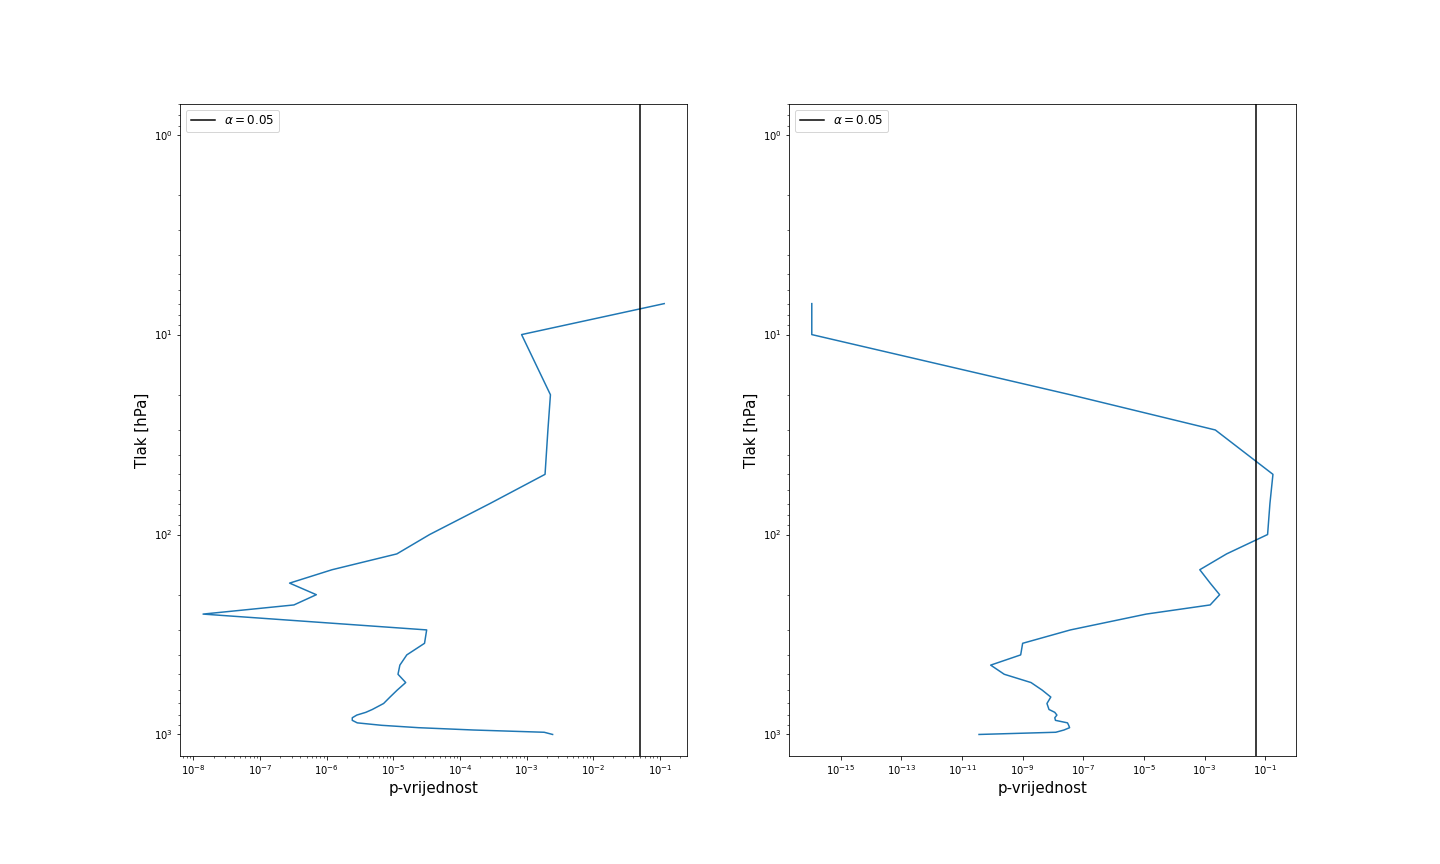 α = 0.05
10⁰
10¹
10²
10³
Tlak [hPa]
10⁻⁸ 10⁻⁷ 10⁻⁶ 10⁻⁵ 10⁻⁴ 10⁻³ 10⁻² 10⁻¹
p-vrijednost
α = 0.05
10⁰
10¹
10²
10³
Tlak [hPa]
10⁻¹⁵ 10⁻¹³ 10⁻¹¹ 10⁻⁹ 10⁻⁷ 10⁻⁵ 10⁻³ 10⁻¹
p-vrijednost